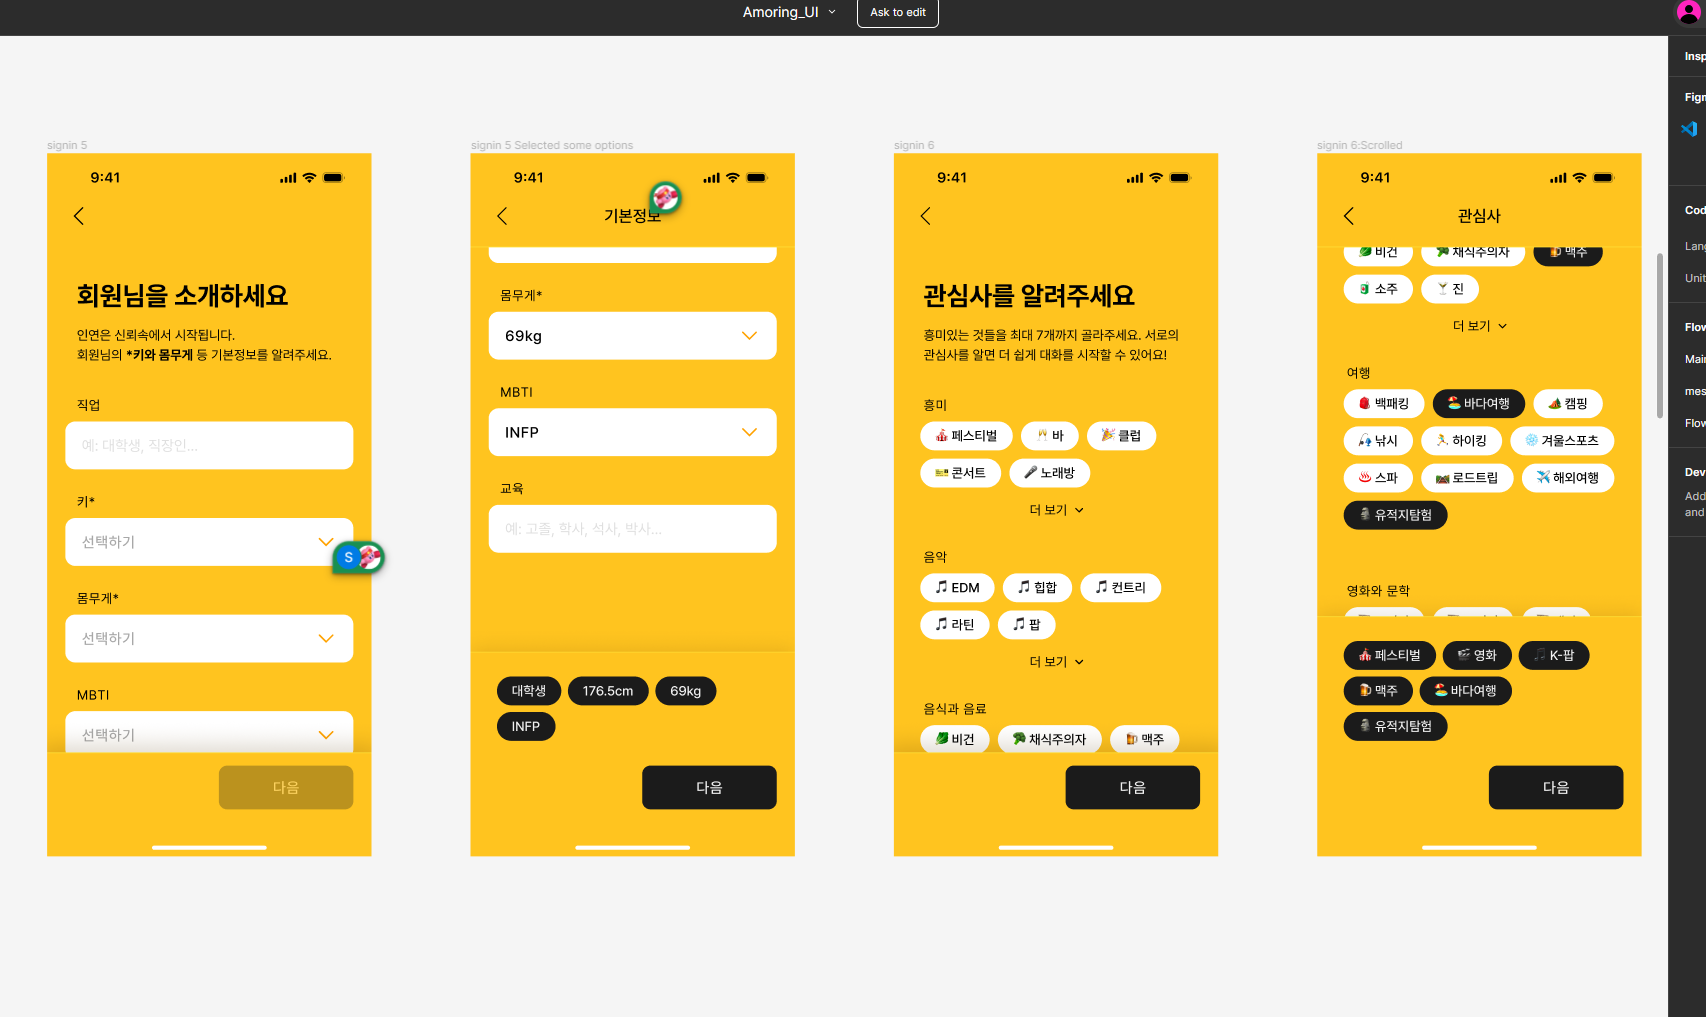 Amoring_UI
Ask to edit
Insp
Figm
Cod
Lang
Unit
Flow
Main
mes
Flow
Dev
Add
and
signin 5
9:41
회원님을 소개하세요
인연은 신뢰속에서 시작됩니다.
회원님의 *키와 몸무게 등 기본정보를 알려주세요.
직업
예: 대학생, 직장인...
키*
선택하기
S
몸무게*
선택하기
MBTI
선택하기
다음
signin 5 Selected some options
9:41
기본정보
몸무게*
69kg
MBTI
INFP
교육
예: 고졸, 학사, 석사, 박사...
대학생 176.5cm 69kg
INFP
다음
signin 6
9:41
관심사를 알려주세요
흥미있는 것들을 최대 7개까지 골라주세요. 서로의
관심사를 알면 더 쉽게 대화를 시작할 수 있어요!
흥미
페스티벌 바 클럽
콘서트 노래방
더 보기
음악
EDM 힙합 컨트리
라틴 팝
더 보기
음식과 음료
비건 채식주의자 맥주
다음
signin 6:Scrolled
9:41
관심사
비건 채식주의자 맥주
소주 진
더 보기
여행
백패킹 바다여행 캠핑
낚시 하이킹 겨울스포츠
스파 로드트립 해외여행
유적지탐험
영화와 문학
페스티벌 영화 K-팝
맥주 바다여행
유적지탐험
다음